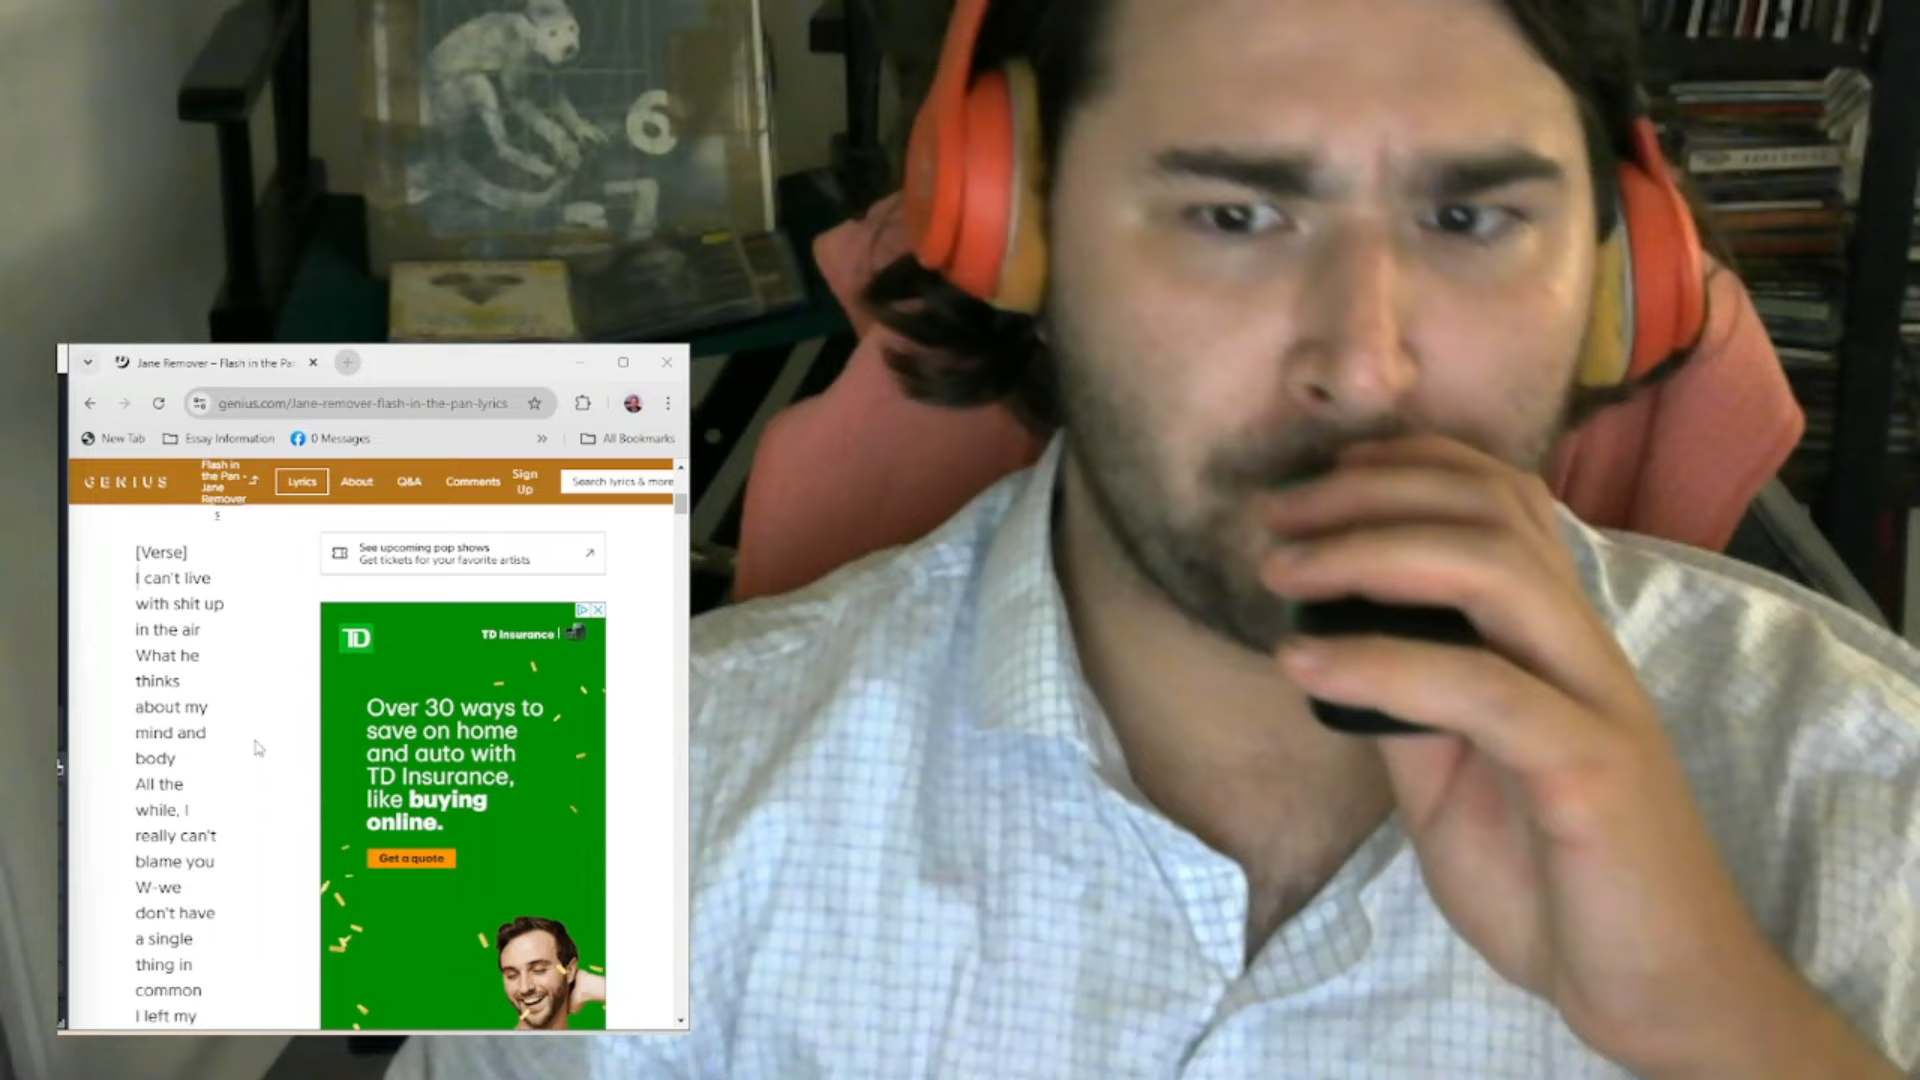 6
7
Jane Remover – Flash in the Pa
genius.com/Jane-remover-flash-in-the-pan-lyrics
New Tab
Essay Information
0 Messages
»
All Bookmarks
GENIUS
Flash in
the Pan -
Jane
Remover
s
Lyrics
About
Q&A
Comments
Sign
Up
Search lyrics & more
[Verse]
I can't live
with shit up
in the air
What he
thinks
about my
mind and
body
All the
while, I
really can't
blame you
W-we
don't have
a single
thing in
common
I left my
See upcoming pop shows
Get tickets for your favorite artists
TD
TD Insurance
Over 30 ways to
save on home
and auto with
TD Insurance,
like buying
online.
Get a quote